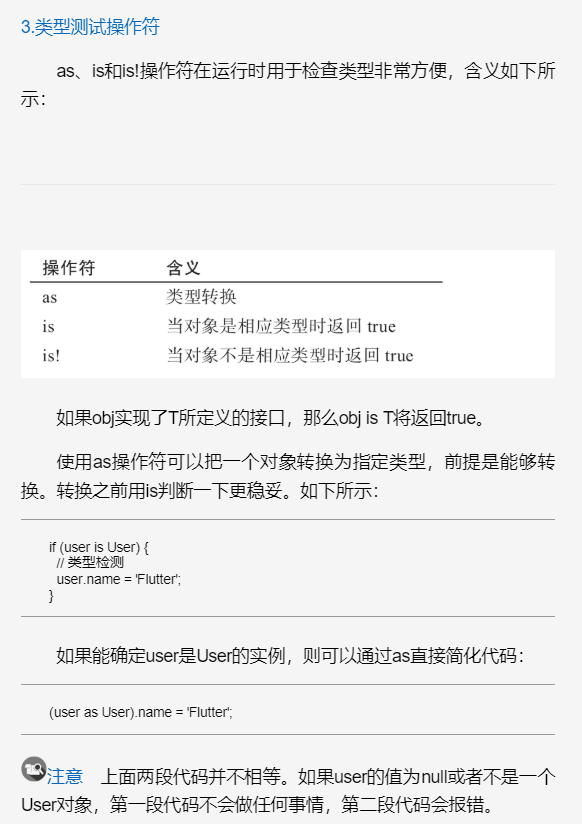 3.类型测试操作符
as、is和is!操作符在运行时用于检查类型非常方便，含义如下所
示：
操作符 含义
as 类型转换
is 当对象是相应类型时返回 true
is! 当对象不是相应类型时返回 true
如果obj实现了T所定义的接口，那么obj is T将返回true。
使用as操作符可以把一个对象转换为指定类型，前提是能够转
换。转换之前用is判断一下更稳妥。如下所示：
if (user is User) {
// 类型检测
user.name = 'Flutter';
}
如果能确定user是User的实例，则可以通过as直接简化代码：
(user as User).name = 'Flutter';
注意 上面两段代码并不相等。如果user的值为null或者不是一个
User对象，第一段代码不会做任何事情，第二段代码会报错。